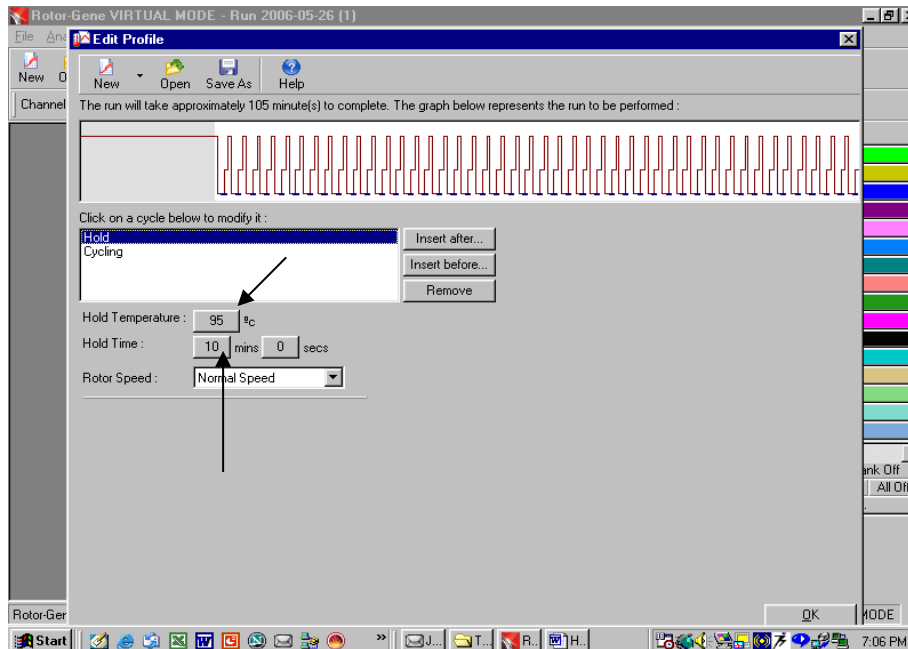 Rotor-Gene VIRTUAL MODE - Run 2006-05-26 (1)
File Ana
Edit Profile
New O
New Open Save As Help
Channel
The run will take approximately 105 minute(s) to complete. The graph below represents the run to be performed :
Click on a cycle below to modify it :
Hold
Cycling
Insert after...
Insert before...
Remove
Hold Temperature : 95 ºc
Hold Time : 10 mins 0 secs
Rotor Speed : Normal Speed
ank Off
All Off
OK
Rotor-Ger
MODE
Start
» J... T... R... H...
7:06 PM